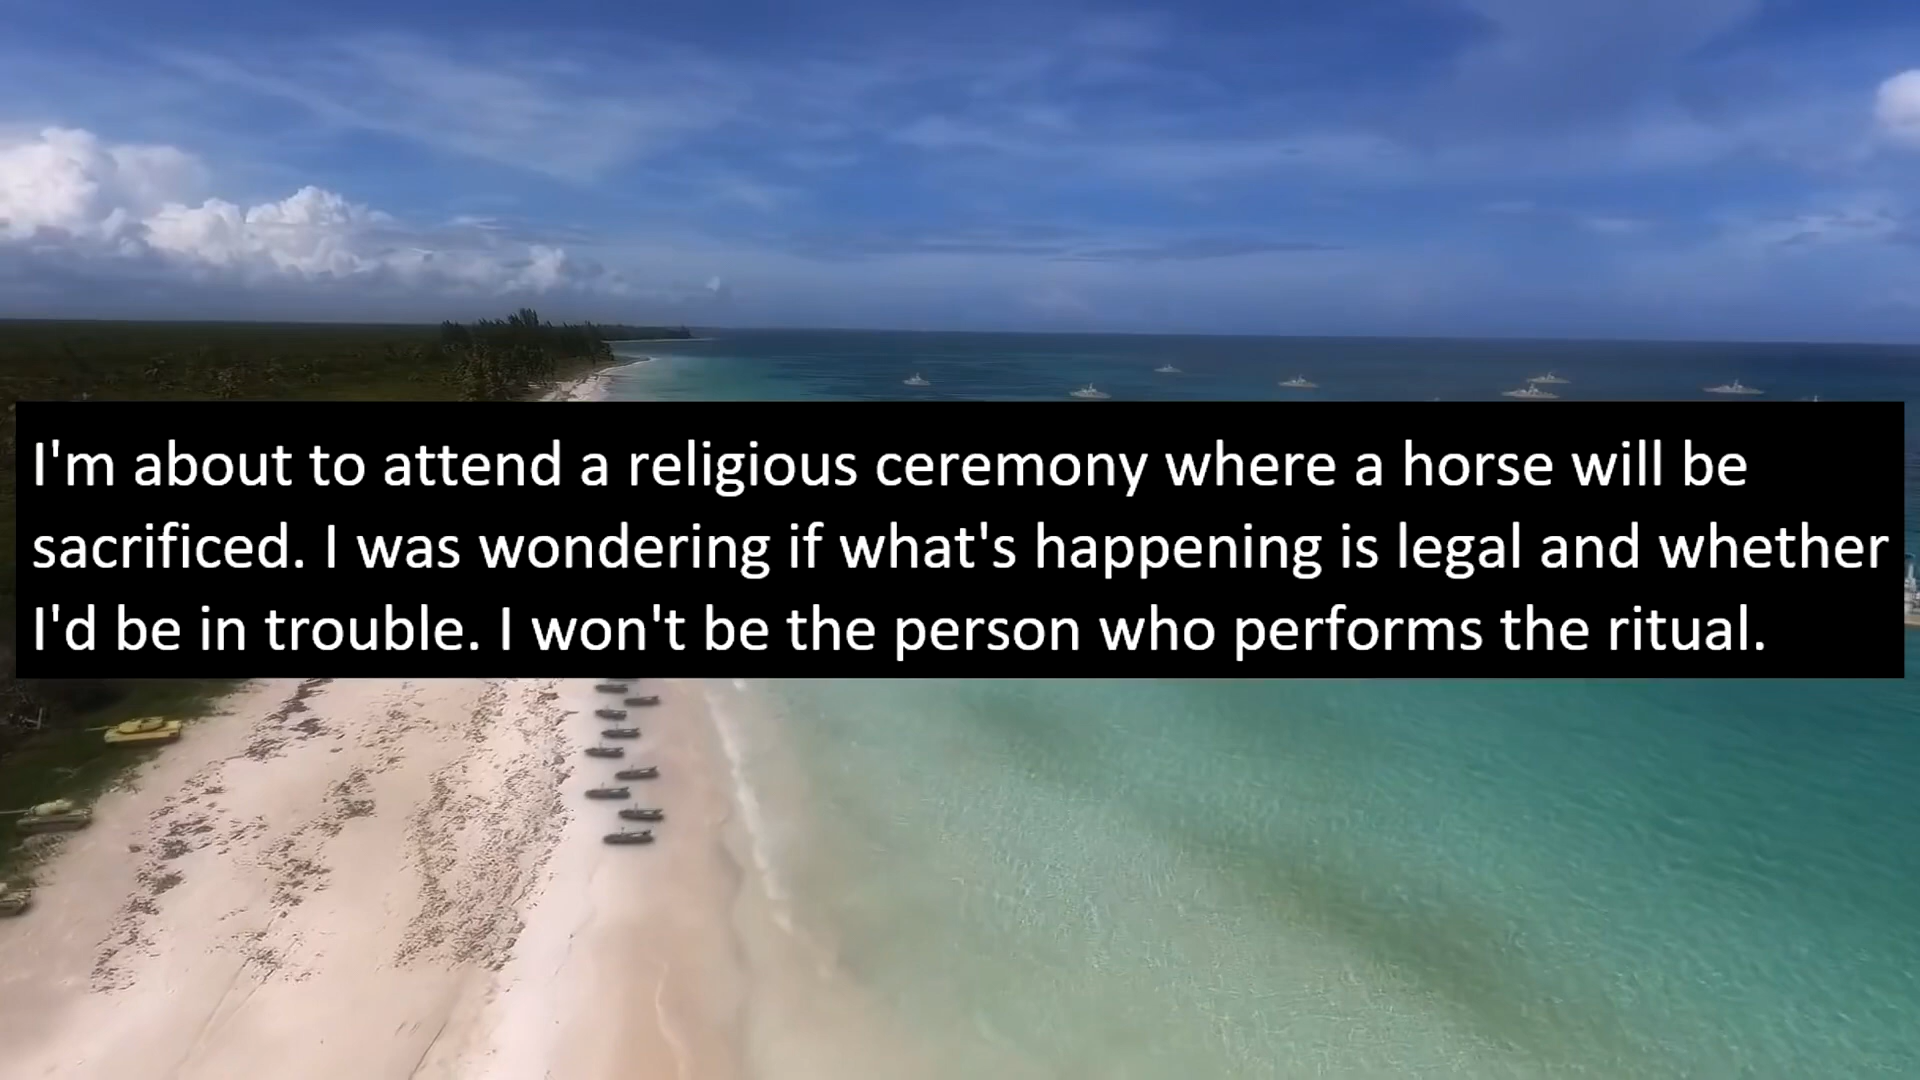 I'm about to attend a religious ceremony where a horse will be
sacrificed. I was wondering if what's happening is legal and whether
I'd be in trouble. I won't be the person who performs the ritual.